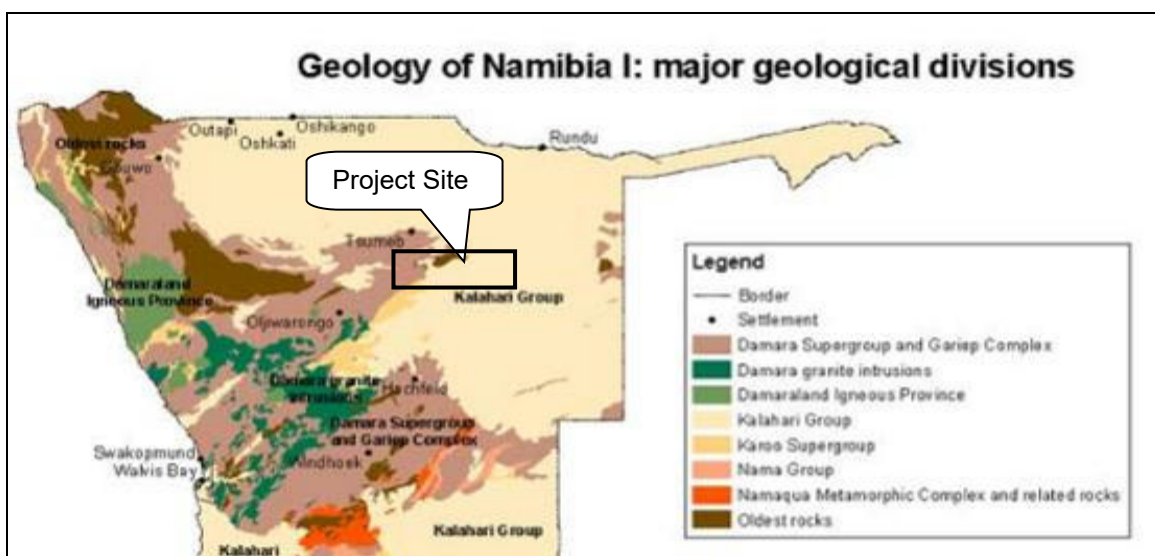 Geology of Namibia I: major geological divisions
Outapi
Oshikango
Oshkati
Rundu
Oldest rocks
Opuwo
Project Site
Tsumeb
Damaraland
Igneous Province
Kalahari Group
Otjiwarongo
Damara granite
intrusions
Hochfeld
Damara Supergroup
and Gariep Complex
Swakopmund
Walvis Bay
Windhoek
Kalahari Group
Kalahari
Legend
Border
Settlement
Damara Supergroup and Gariep Complex
Damara granite intrusions
Damaraland Igneous Province
Kalahari Group
Karoo Supergroup
Nama Group
Namaqua Metamorphic Complex and related rocks
Oldest rocks